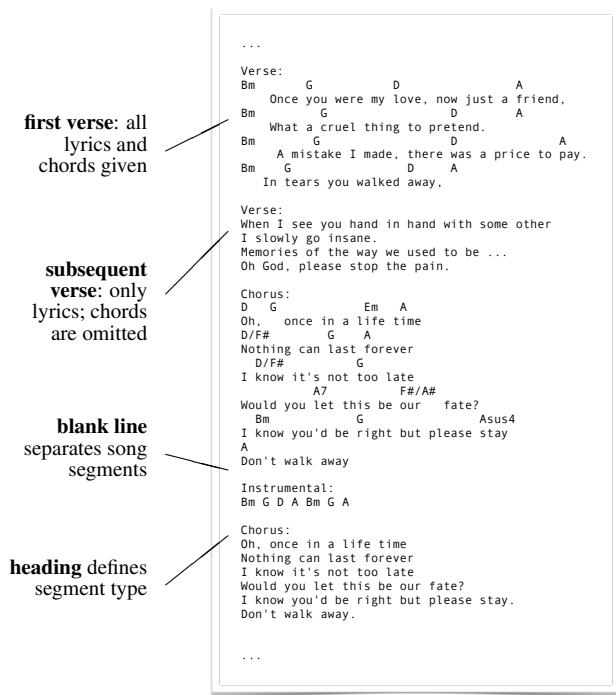 ...
Verse:
Bm G D A
Once you were my love, now just a friend,
Bm G D A
What a cruel thing to pretend.
Bm G D A
A mistake I made, there was a price to pay.
Bm G D A
In tears you walked away,
Verse:
When I see you hand in hand with some other
I slowly go insane.
Memories of the way we used to be ...
Oh God, please stop the pain.
Chorus:
D G Em A
Oh, once in a life time
D/F# G A
Nothing can last forever
D/F# G
I know it's not too late
A7 F#/A#
Would you let this be our fate?
Bm G Asus4
I know you'd be right but please stay
A
Don't walk away
Instrumental:
Bm G D A Bm G A
Chorus:
Oh, once in a life time
Nothing can last forever
I know it's not too late
Would you let this be our fate?
I know you'd be right but please stay.
Don't walk away.
...
first verse: all
lyrics and
chords given
subsequent
verse: only
lyrics; chords
are omitted
blank line
separates song
segments
heading defines
segment type